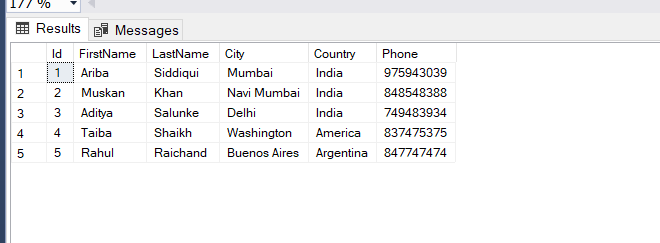 177 %
Results Messages
Id FirstName LastName City Country Phone
1 1 Ariba Siddiqui Mumbai India 975943039
2 2 Muskan Khan Navi Mumbai India 848548388
3 3 Aditya Salunke Delhi India 749483934
4 4 Taiba Shaikh Washington America 837475375
5 5 Rahul Raichand Buenos Aires Argentina 847747474